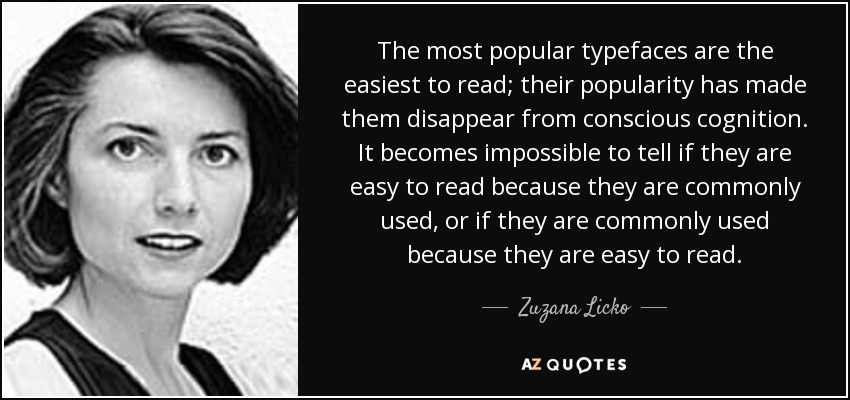 The most popular typefaces are the
easiest to read; their popularity has made
them disappear from conscious cognition.
It becomes impossible to tell if they are
easy to read because they are commonly
used, or if they are commonly used
because they are easy to read.
Zuzana Licko
AZ QUOTES